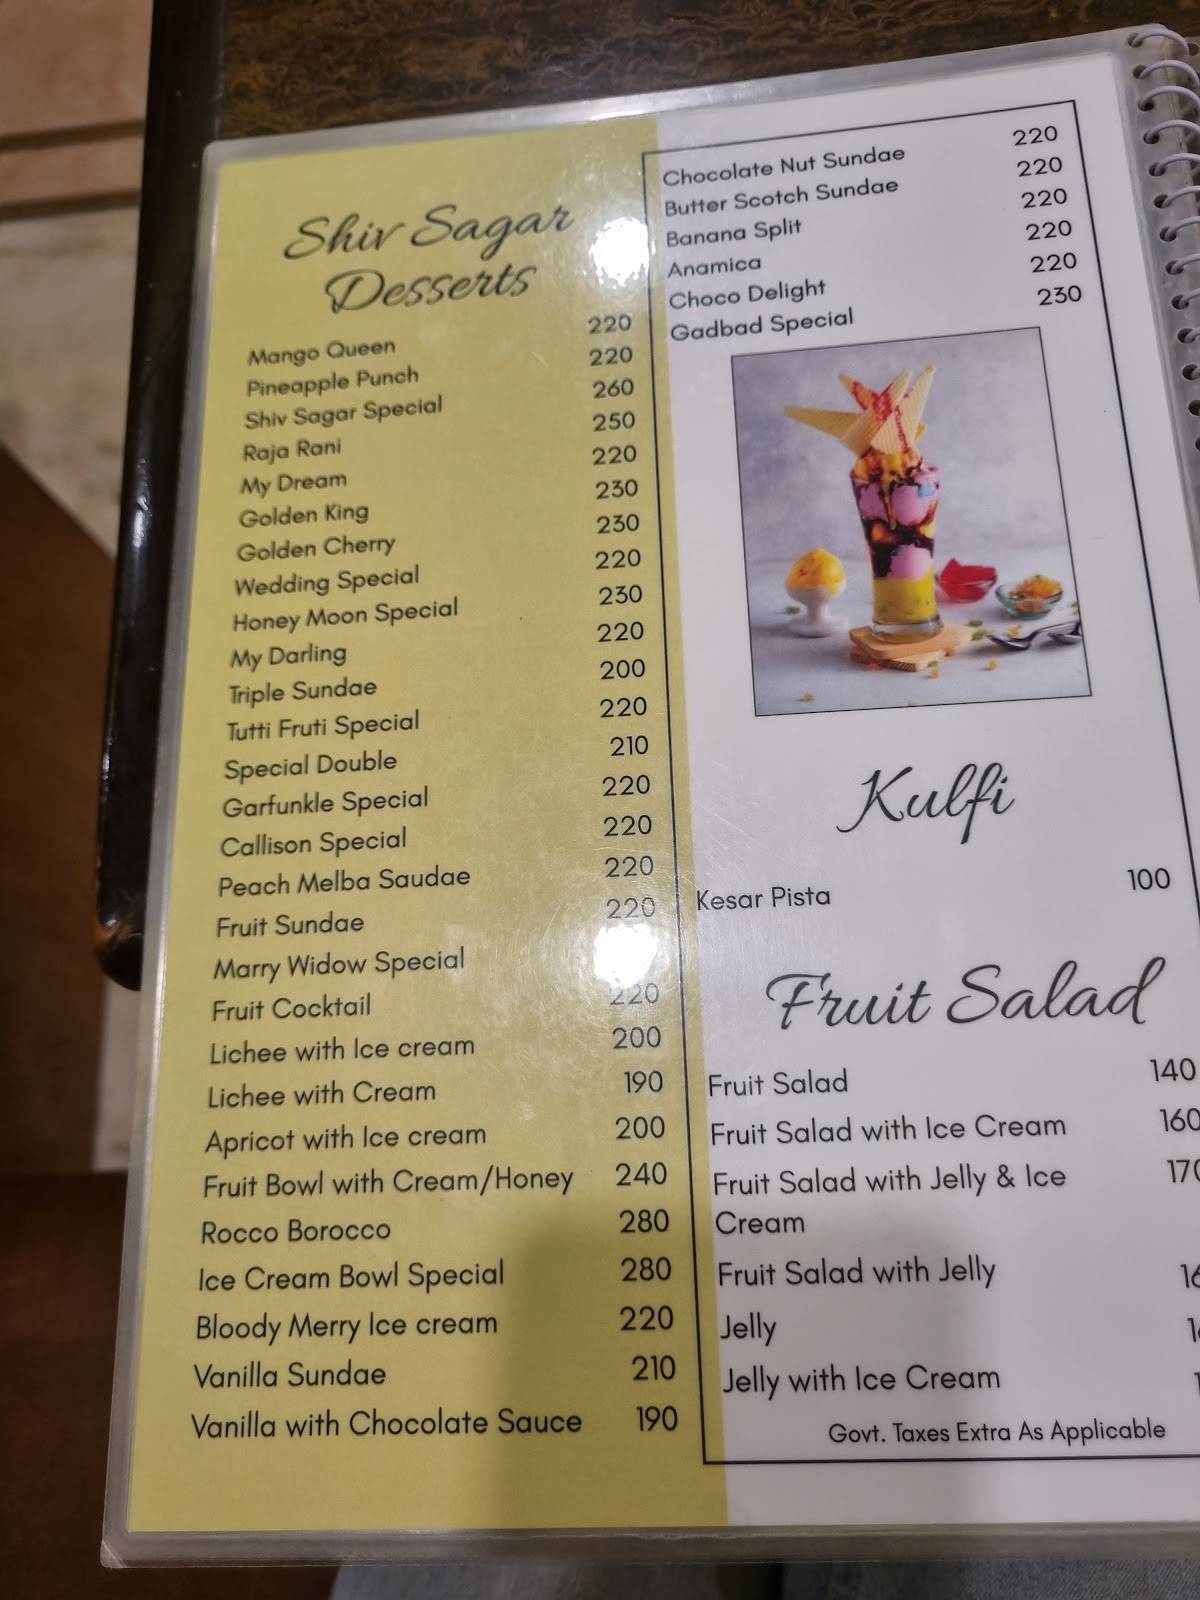 Shiv Sagar
Desserts
Mango Queen 220
Pineapple Punch 220
Shiv Sagar Special 260
Raja Rani 250
My Dream 220
Golden King 230
Golden Cherry 230
Wedding Special 220
Honey Moon Special 230
My Darling 220
Triple Sundae 200
Tutti Fruti Special 220
Special Double 210
Garfunkle Special 220
Callison Special 220
Peach Melba Saudae 220
Fruit Sundae 220
Marry Widow Special
Fruit Cocktail 220
Lichee with Ice cream 200
Lichee with Cream 190
Apricot with Ice cream 200
Fruit Bowl with Cream/Honey 240
Rocco Borocco 280
Ice Cream Bowl Special 280
Bloody Merry Ice cream 220
Vanilla Sundae 210
Vanilla with Chocolate Sauce 190
Chocolate Nut Sundae 220
Butter Scotch Sundae 220
Banana Split 220
Anamica 220
Choco Delight 220
Gadbad Special 230
Kulfi
Kesar Pista 100
Fruit Salad
Fruit Salad 140
Fruit Salad with Ice Cream 160
Fruit Salad with Jelly & Ice 170
Cream
Fruit Salad with Jelly
Jelly
Jelly with Ice Cream
Govt. Taxes Extra As Applicable